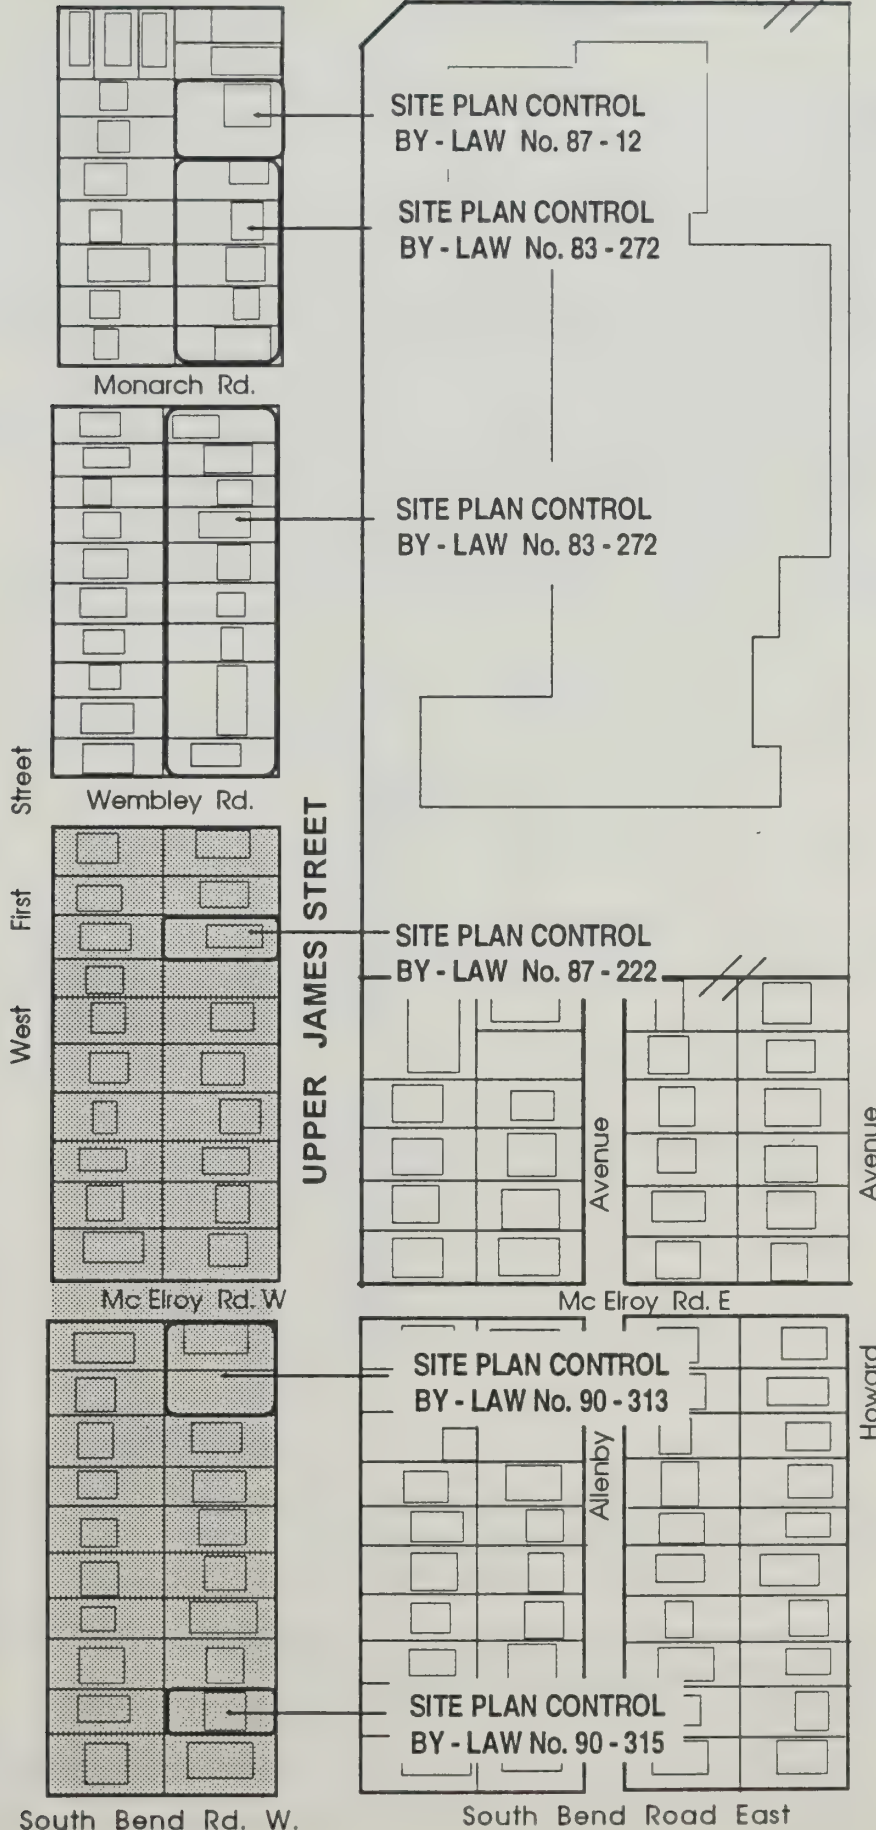 SITE PLAN CONTROL
BY - LAW No. 87 - 12
SITE PLAN CONTROL
BY - LAW No. 83 - 272
Monarch Rd.
SITE PLAN CONTROL
BY - LAW No. 83 - 272
Wembley Rd.
West First Street
UPPER JAMES STREET
SITE PLAN CONTROL
BY - LAW No. 87 - 222
Mc Elroy Rd. W
Mc Elroy Rd. E
Allenby Avenue
Howard Avenue
SITE PLAN CONTROL
BY - LAW No. 90 - 313
SITE PLAN CONTROL
BY - LAW No. 90 - 315
South Bend Rd. W.
South Bend Road East